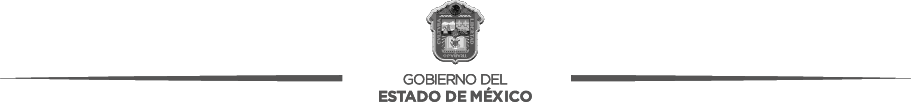 GOBIERNO DEL
ESTADO DE MÉXICO